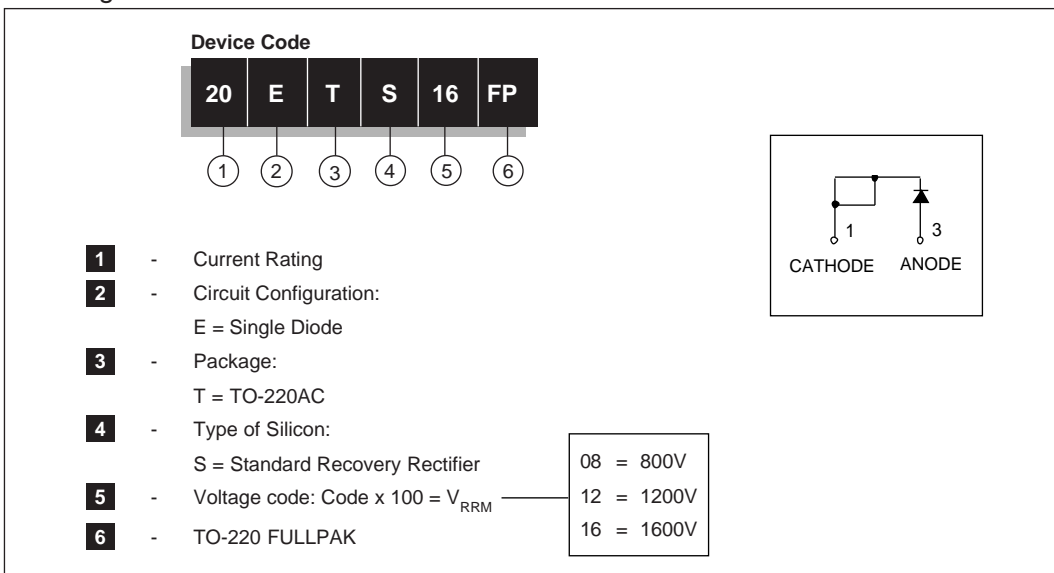 Device Code
20 E T S 16 FP
1 2 3 4 5 6
1 - Current Rating
2 - Circuit Configuration:
E = Single Diode
3 - Package:
T = TO-220AC
4 - Type of Silicon:
S = Standard Recovery Rectifier
5 - Voltage code: Code x 100 = VRRM
6 - TO-220 FULLPAK
08 = 800V
12 = 1200V
16 = 1600V
1 3
CATHODE ANODE